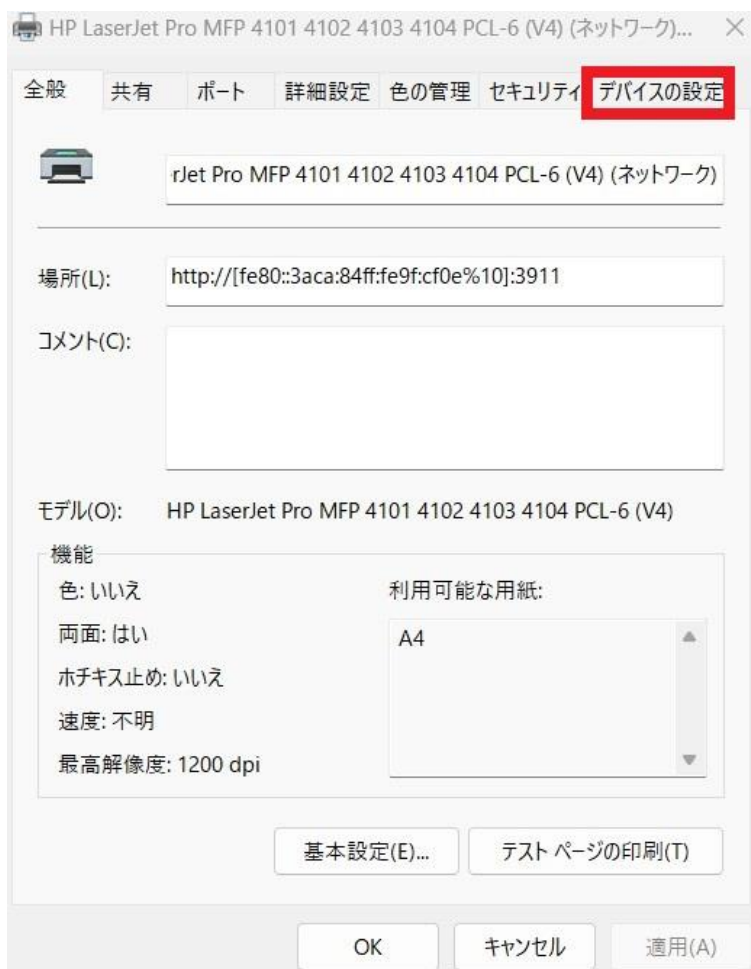 HP LaserJet Pro MFP 4101 4102 4103 4104 PCL-6 (V4) (ネットワーク)...
全般 共有 ポート 詳細設定 色の管理 セキュリティ デバイスの設定
rJet Pro MFP 4101 4102 4103 4104 PCL-6 (V4) (ネットワーク)
場所(L): http://[fe80::3aca:84ff:fe9f:cf0e%10]:3911
コメント(C):
モデル(O): HP LaserJet Pro MFP 4101 4102 4103 4104 PCL-6 (V4)
機能
色: いいえ 利用可能な用紙:
両面: はい A4
ホチキス止め: いいえ
速度: 不明
最高解像度: 1200 dpi
基本設定(E)... テスト ページの印刷(T)
OK キャンセル 適用(A)